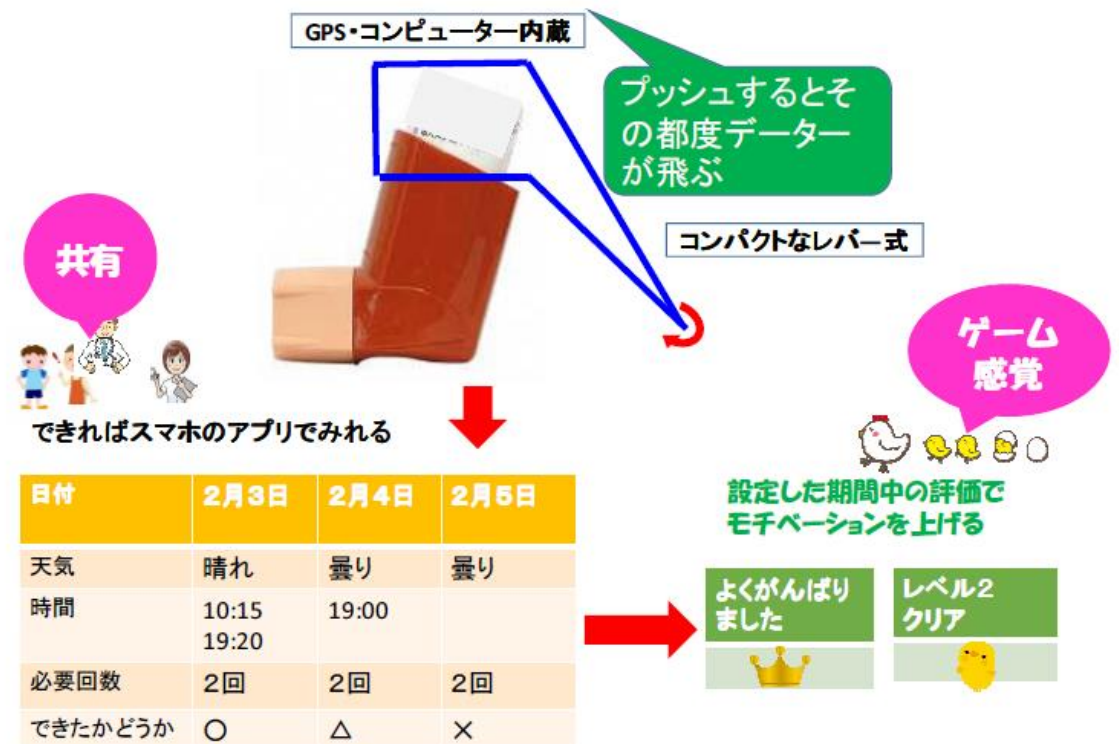 GPS・コンピューター内蔵
プッシュするとそ
の都度データー
が飛ぶ
コンパクトなレバー式
共有
ゲーム
感覚
できればスマホのアプリでみれる
設定した期間中の評価で
モチベーションを上げる
日付 2月3日 2月4日 2月5日
天気 晴れ 曇り 曇り
時間 10:15 19:00
19:20
必要回数 2回 2回 2回
できたかどうか 〇 △ ×
よくがんばり
ました
レベル2
クリア